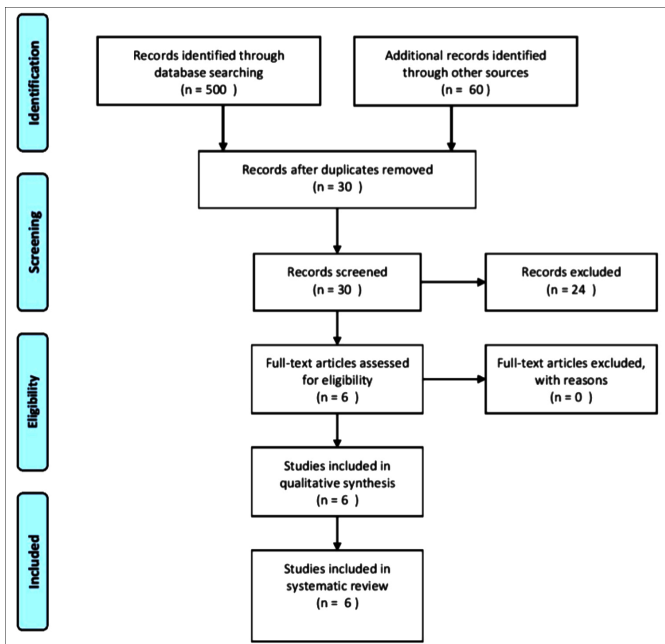 Identification
Records identified through
database searching
(n = 500 )
Additional records identified
through other sources
(n = 60 )
Records after duplicates removed
(n = 30 )
Screening
Records screened
(n = 30 )
Records excluded
(n = 24 )
Eligibility
Full-text articles assessed
for eligibility
(n = 6 )
Full-text articles excluded,
with reasons
(n = 0 )
Studies included in
qualitative synthesis
(n = 6 )
Included
Studies included in
systematic review
(n = 6 )